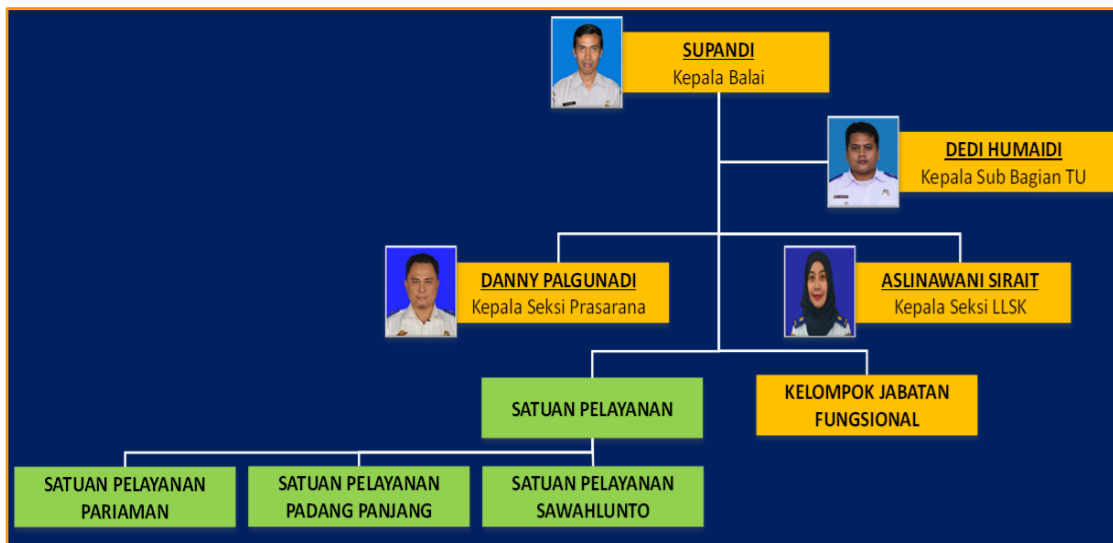 SUPANDI
Kepala Balai
DEDI HUMAIDI
Kepala Sub Bagian TU
DANNY PALGUNADI
Kepala Seksi Prasarana
ASLINAWANI SIRAIT
Kepala Seksi LLSK
SATUAN PELAYANAN
KELOMPOK JABATAN
FUNGSIONAL
SATUAN PELAYANAN
PARIAMAN
SATUAN PELAYANAN
PADANG PANJANG
SATUAN PELAYANAN
SAWAHLUNTO